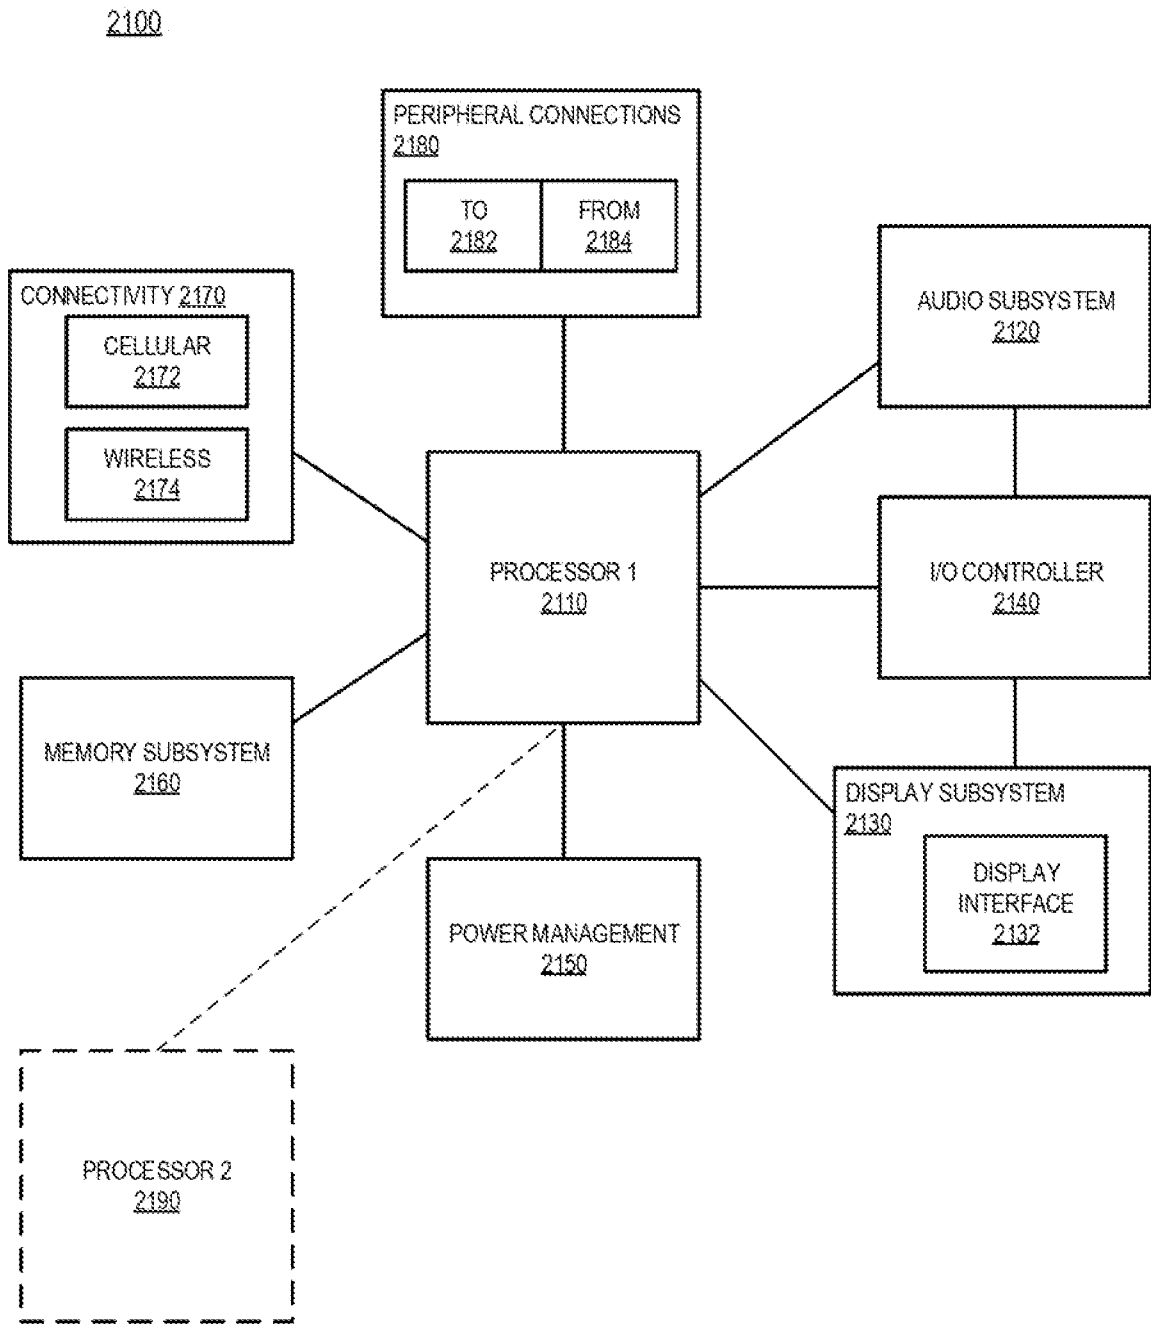 2100
PERIPHERAL CONNECTIONS
2180
TO
2182
FROM
2184
AUDIO SUBSYSTEM
2120
CONNECTIVITY 2170
CELLULAR
2172
WIRELESS
2174
PROCESSOR 1
2110
I/O CONTROLLER
2140
MEMORY SUBSYSTEM
2160
DISPLAY SUBSYSTEM
2130
DISPLAY
INTERFACE
2132
POWER MANAGEMENT
2150
PROCESSOR 2
2190